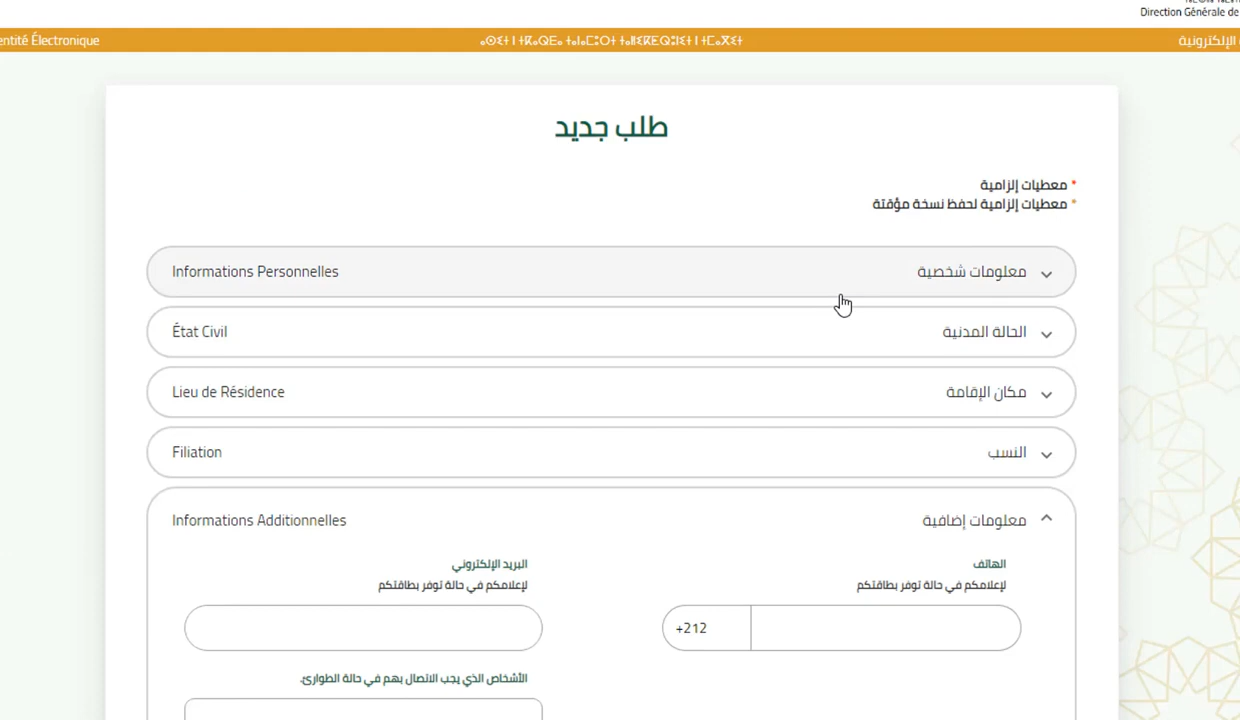 Direction Générale de
entité Électronique
الإلكترونية
طلب جديد
* معطيات إلزامية
* معطيات إلزامية لحفظ نسخة مؤقتة
Informations Personnelles
معلومات شخصية
État Civil
الحالة المدنية
Lieu de Résidence
مكان الإقامة
Filiation
النسب
Informations Additionnelles
معلومات إضافية
البريد الإلكتروني
لإعلامكم في حالة توفر بطاقتكم
الهاتف
لإعلامكم في حالة توفر بطاقتكم
+212
الأشخاص الذي يجب الاتصال بهم في حالة الطوارئ.